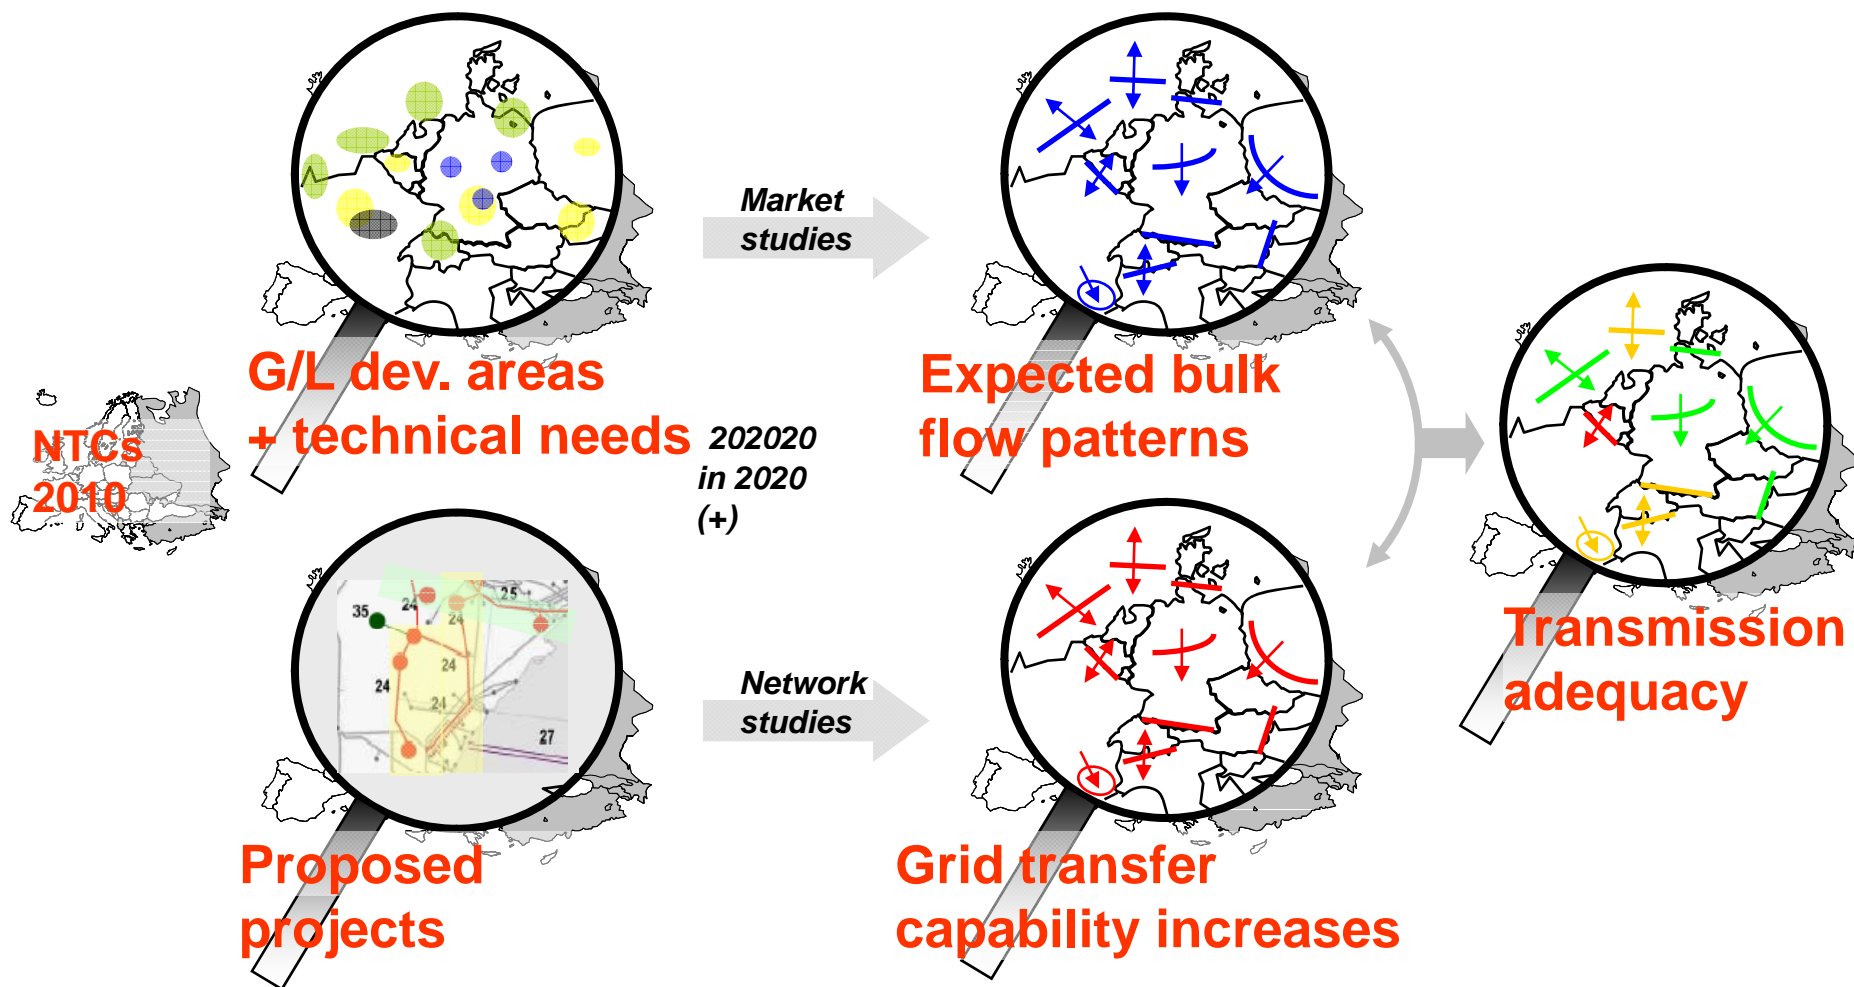 NTCs
2010
G/L dev. areas
+ technical needs
Market
studies
Expected bulk
flow patterns
202020
in 2020
(+)
35
24
25
24
24
24
24
27
Proposed
projects
Network
studies
Grid transfer
capability increases
Transmission
adequacy